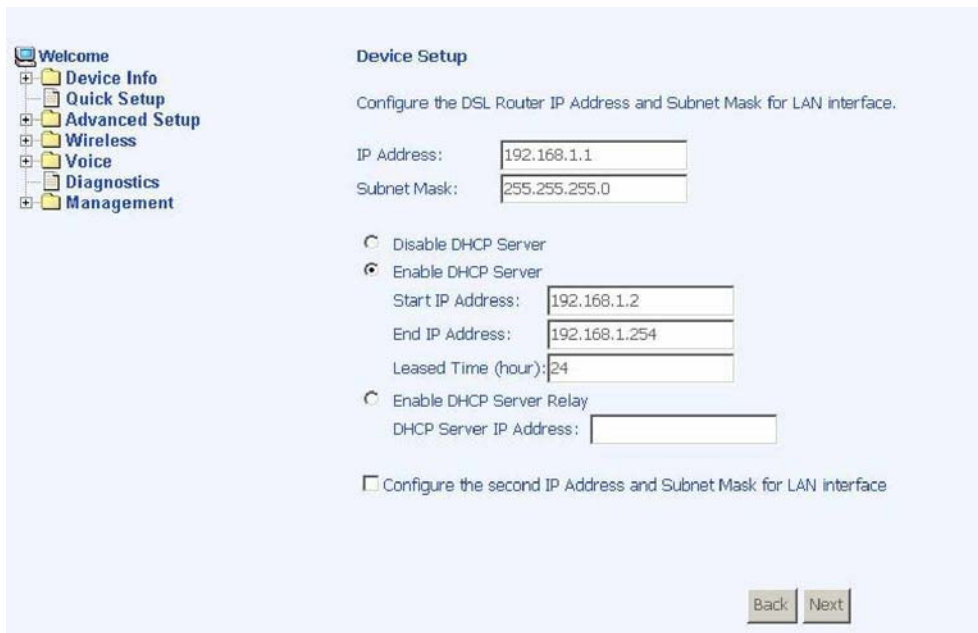 Welcome
Device Info
Quick Setup
Advanced Setup
Wireless
Voice
Diagnostics
Management
Device Setup
Configure the DSL Router IP Address and Subnet Mask for LAN interface.
IP Address: 192.168.1.1
Subnet Mask: 255.255.255.0
Disable DHCP Server
Enable DHCP Server
Start IP Address: 192.168.1.2
End IP Address: 192.168.1.254
Leased Time (hour): 24
Enable DHCP Server Relay
DHCP Server IP Address:
Configure the second IP Address and Subnet Mask for LAN interface
Back Next